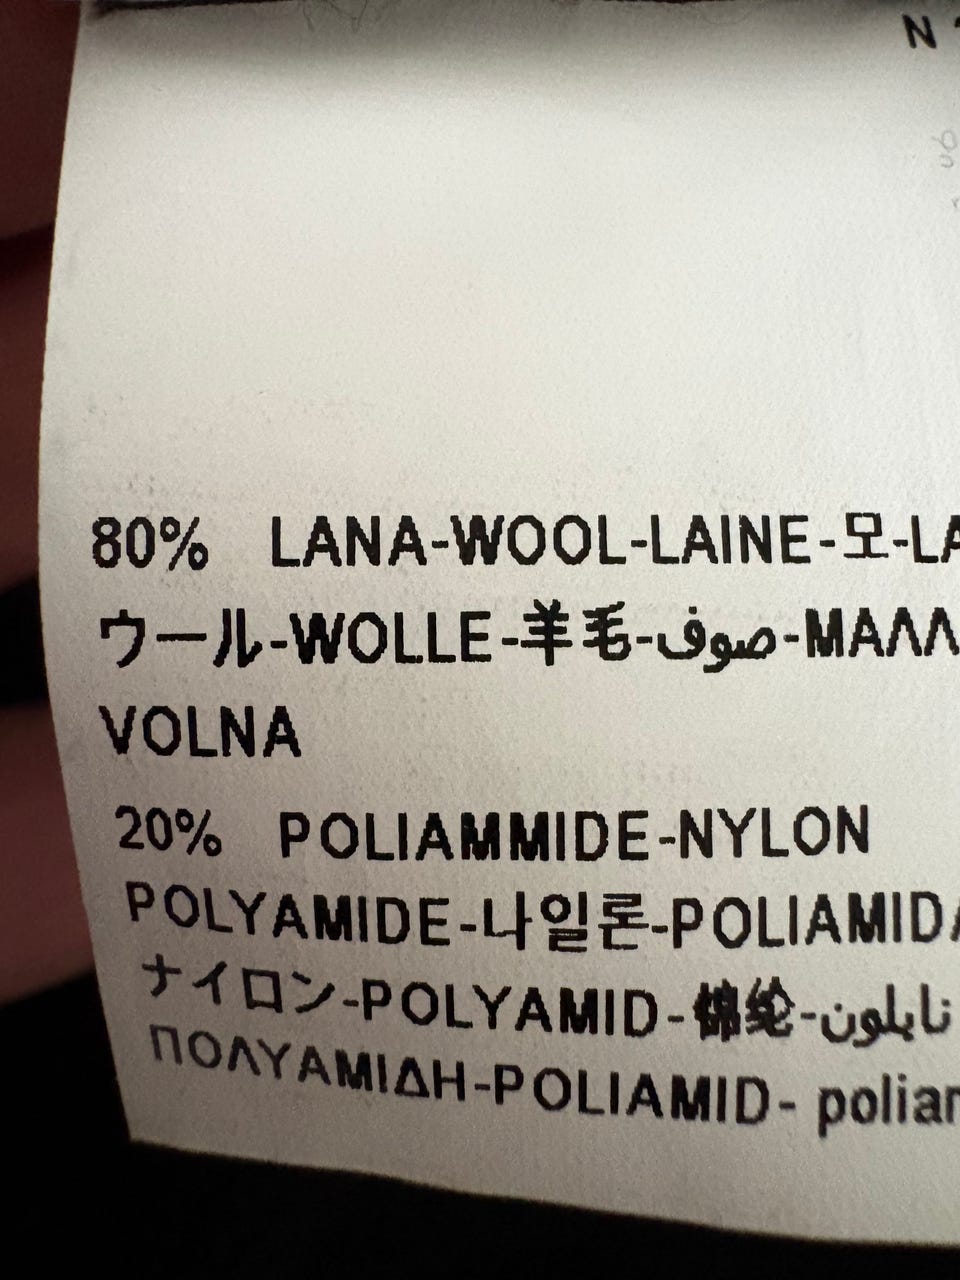 N
80% LANA-WOOL-LAINE-모-LA
ウール-WOLLE-羊毛-صوف-ΜΑΛΛ
VOLNA
20% POLIAMMIDE-NYLON
POLYAMIDE-나일론-POLIAMIDA
ナイロン-POLYAMID-锦纶-نايلون
ΠΟΛΥΑΜΙΔΗ-POLIAMID- poliam